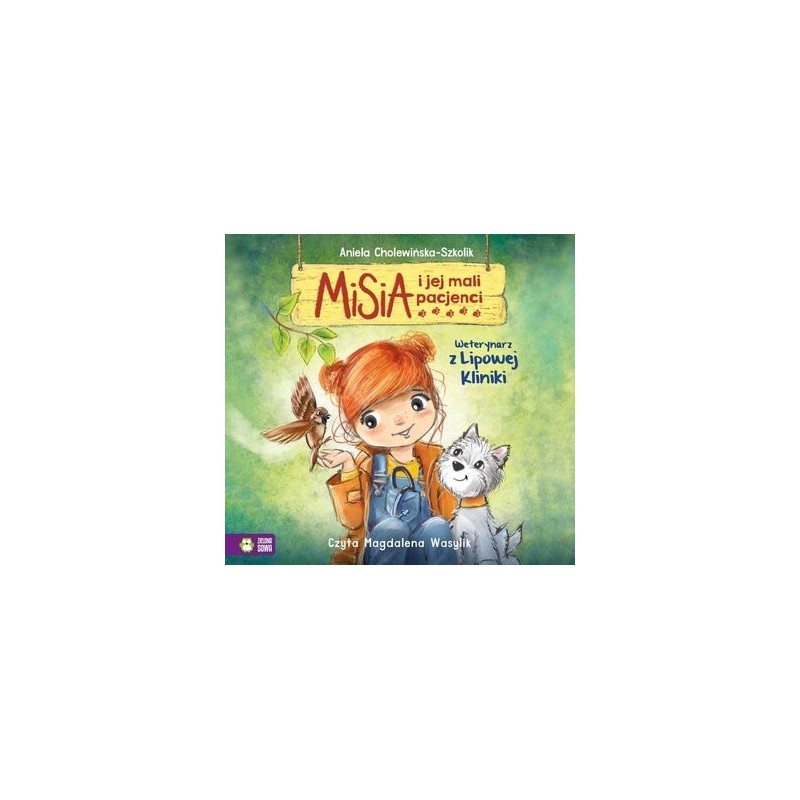 Aniela Cholewińska-Szkolik
MiSiA
i jej mali
pacjenci
Weterynarz
z Lipowej
Kliniki
ZIELONA
SOWA
Czyta Magdalena Wasylik